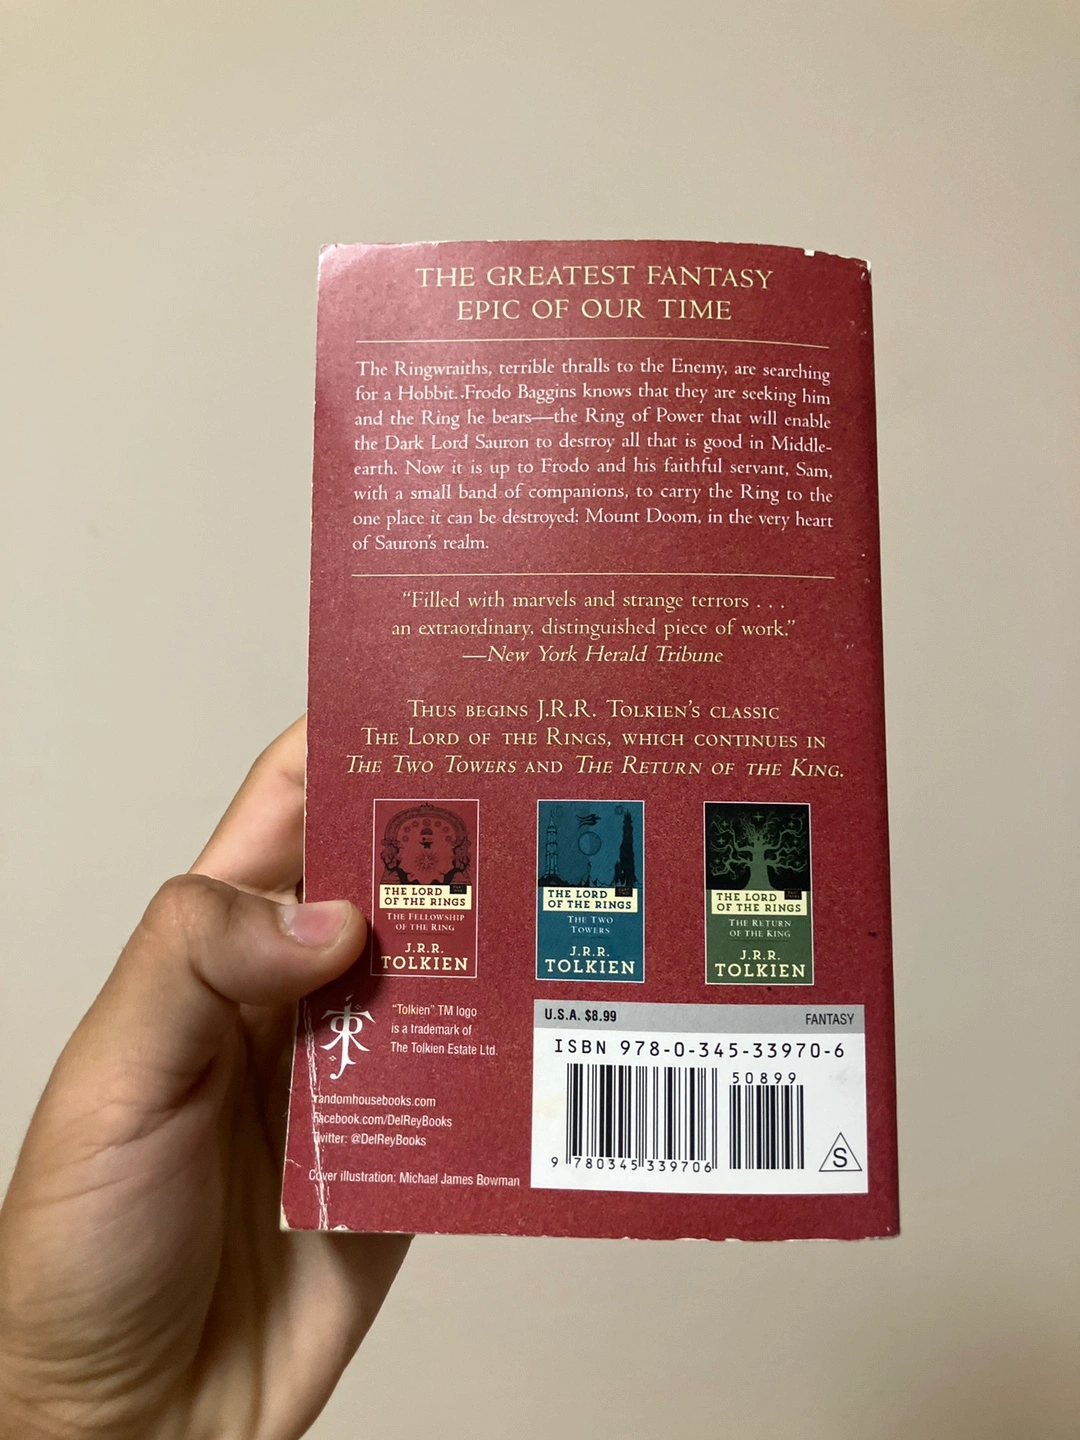 THE GREATEST FANTASY
EPIC OF OUR TIME
The Ringwraiths, terrible thralls to the Enemy, are searching
for a Hobbit. Frodo Baggins knows that they are seeking him
and the Ring he bears—the Ring of Power that will enable
the Dark Lord Sauron to destroy all that is good in Middle-
earth. Now it is up to Frodo and his faithful servant, Sam,
with a small band of companions, to carry the Ring to the
one place it can be destroyed: Mount Doom, in the very heart
of Sauron's realm.
“Filled with marvels and strange terrors . . .
an extraordinary, distinguished piece of work.”
—New York Herald Tribune
THUS BEGINS J.R.R. TOLKIEN'S CLASSIC
THE LORD OF THE RINGS, WHICH CONTINUES IN
THE TWO TOWERS AND THE RETURN OF THE KING.
THE LORD
OF THE RINGS
THE FELLOWSHIP
OF THE RING
J.R.R.
TOLKIEN
THE LORD
OF THE RINGS
THE TWO
TOWERS
J.R.R.
TOLKIEN
THE LORD
OF THE RINGS
THE RETURN
OF THE KING
J.R.R.
TOLKIEN
“Tolkien” TM logo
is a trademark of
The Tolkien Estate Ltd.
randomhousebooks.com
Facebook.com/DelReyBooks
Twitter: @DelReyBooks
Cover illustration: Michael James Bowman
U.S.A. $8.99 FANTASY
ISBN 978-0-345-33970-6
50899
9 780345 339706
S